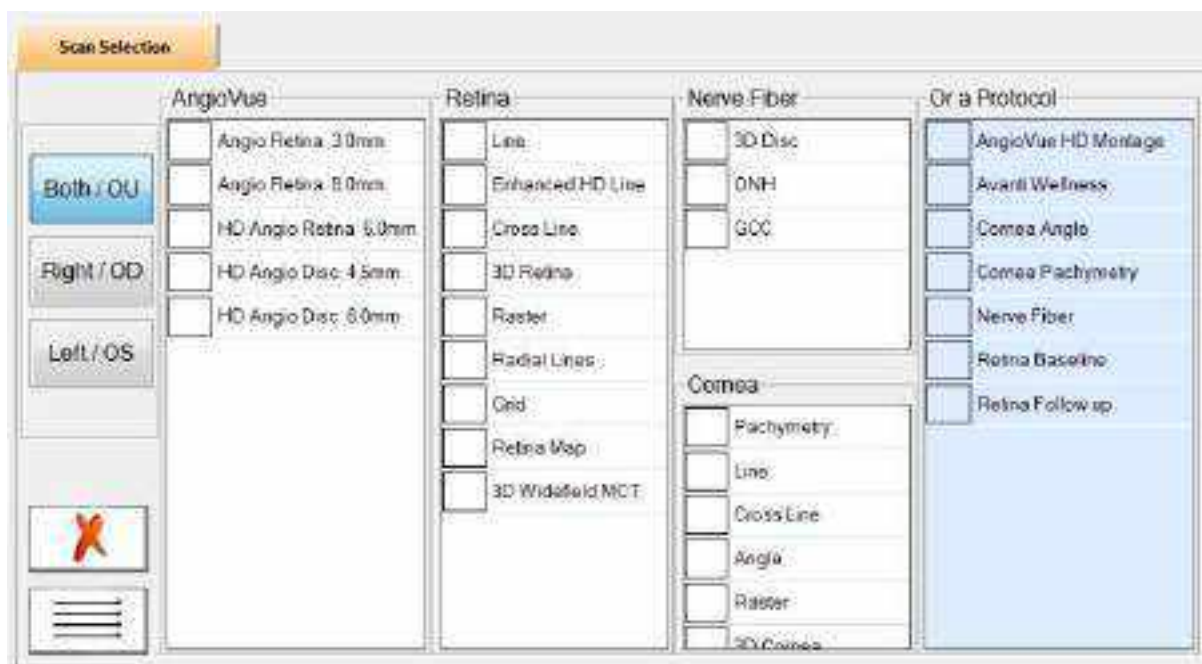 Scan Selection
Both / OU
Right / OD
Left / OS
AngioVue
Angio Retina 3.0mm
Angio Retina 6.0mm
HD Angio Retina 6.0mm
HD Angio Disc 4.5mm
HD Angio Disc 6.0mm
Retina
Line
Enhanced HD Line
Cross Line
3D Retina
Raster
Radial Lines
Grid
Retina Map
3D Widefield MCT
Nerve Fiber
3D Disc
ONH
GCC
Cornea
Pachymetry
Line
Cross Line
Angle
Raster
3D Cornea
Or a Protocol
AngioVue HD Montage
Avanti Wellness
Cornea Angle
Cornea Pachymetry
Nerve Fiber
Retina Baseline
Retina Follow up